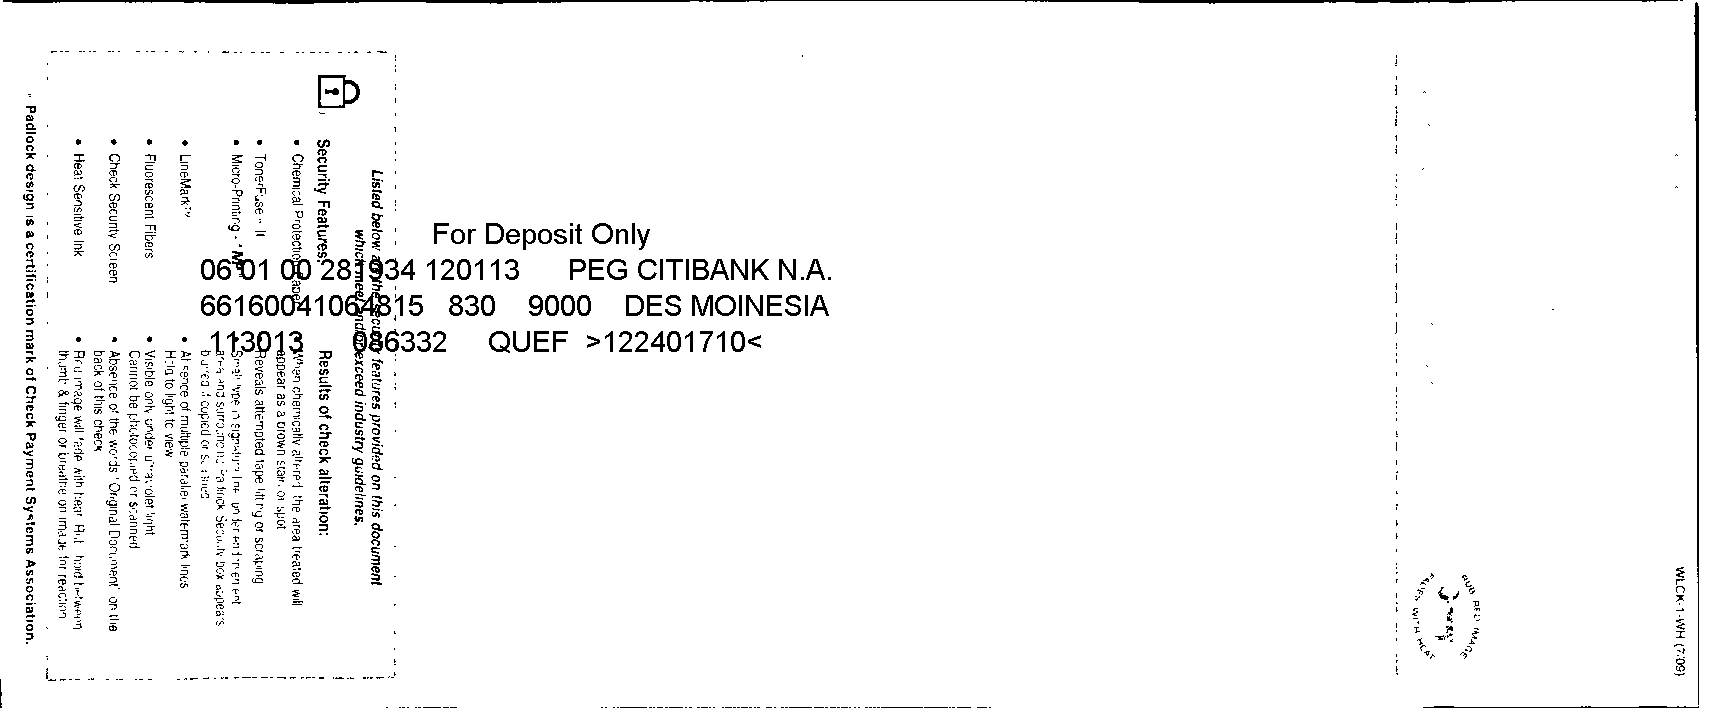 For Deposit Only
06 01 00 281934 120113 PEG CITIBANK N.A.
66160041064815 830 9000 DES MOINESIA
113013 086332 QUEF >122401710<
Listed below are the security features provided on this document
which meet and/or exceed industry guidelines.
Security Features:
Results of check alteration:
• Chemical Protection Paper
• When chemically altered, the area treated will
appear as a brown stain or spot
• TonerFuse
• Reveals attempted tape lifting or scraping
• Micro-Printing - "MP"
• Small type in signature line, on the endorsement
area and surrounding Padlock Security box appears
blurred if copied or scanned
• LineMark™
• Absence of multiple parallel watermark lines
Hold to light to view
• Fluorescent Fibers
• Visible only under ultraviolet light
Cannot be photocopied or scanned
• Check Security Screen
• Absence of the words "Original Document" on the
back of this check
• Heat Sensitive Ink
• Red image will fade with heat. Rub, hold between
thumb & finger or breathe on image for reaction
Padlock design is a certification mark of Check Payment Systems Association.
RUB RED IMAGE
FADES WITH HEAT
WLCK-1-WH (7/09)